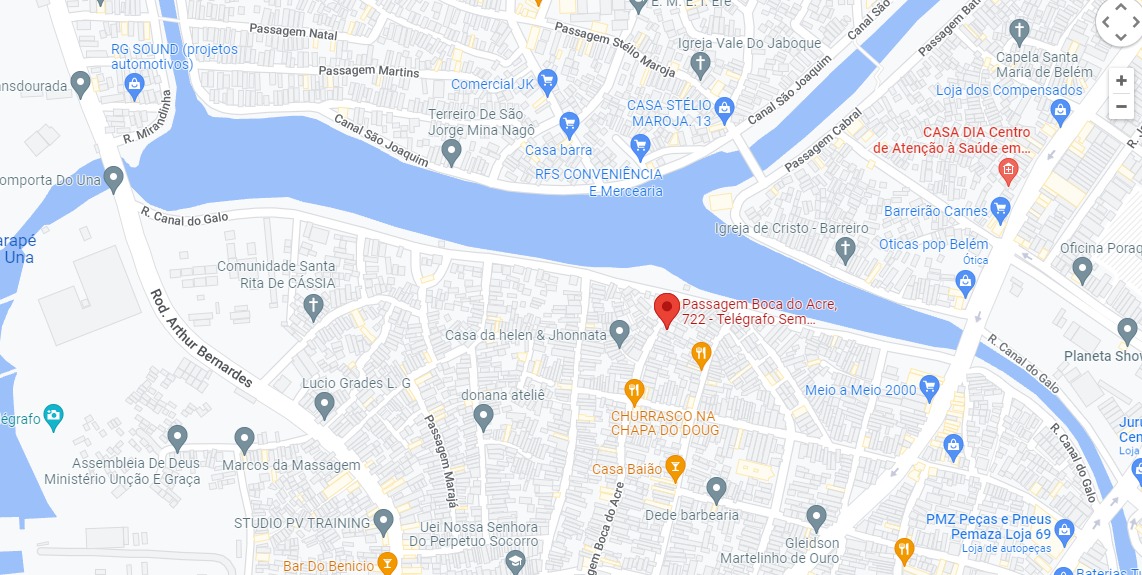 E. M. E. I. Ere
Passagem Natal
Passagem Stélio Maroja
Canal São
Passagem
RG SOUND (projetos
automotivos)
Igreja Vale Do Jaboque
Capela Santa
Maria de Belém
Passagem Martins
nsdourada
Comercial JK
Canal São Joaquim
Loja dos Compensados
R. Mirandinha
Terreiro De São
Jorge Mina Nagô
CASA STÉLIO
MAROJA. 13
Canal São Joaquim
Passagem Cabral
CASA DIA Centro
de Atenção à Saúde em...
Casa barra
RFS CONVENIÊNCIA
E Mercearia
omporta Do Una
R. Canal do Galo
Barreirão Carnes
Igreja de Cristo - Barreiro
arapé
Una
Oticas pop Belém
Ótica
Oficina Poraq
Comunidade Santa
Rita De CÁSSIA
Passagem Boca do Acre,
722 - Telégrafo Sem...
Rod. Arthur Bernardes
Casa da helen & Jhonnata
R. Canal do Galo
Planeta Show
Lucio Grades L. G
Meio a Meio 2000
donana ateliê
égrafo
CHURRASCO NA
CHAPA DO DOUG
Passagem Marajá
R. Canal do Galo
Juru
Cen
Loja
Assembleia De Deus
Ministério Unção E Graça
Marcos da Massagem
Casa Baião
STUDIO PV TRAINING
Uei Nossa Senhora
Do Perpetuo Socorro
gem Boca do Acre
Dede barbearia
Gleidson
Martelinho de Ouro
PMZ Peças e Pneus
Pemaza Loja 69
Loja de autopeças
Bar Do Benicio
Baterias Tu